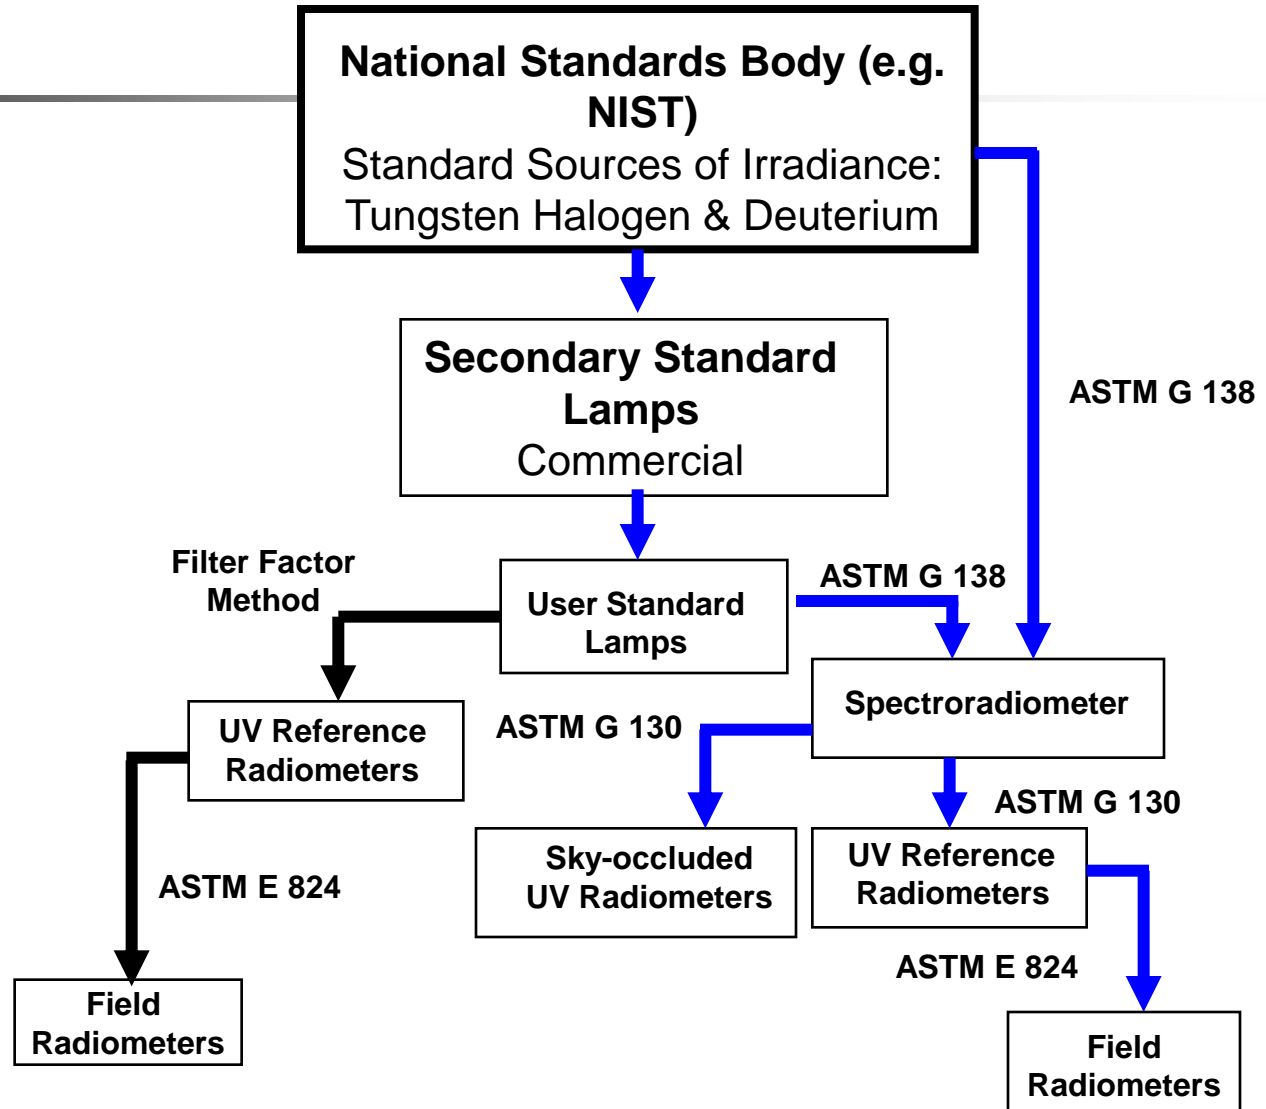 National Standards Body (e.g.
NIST)
Standard Sources of Irradiance:
Tungsten Halogen & Deuterium
ASTM G 138
Secondary Standard
Lamps
Commercial
Filter Factor
Method
ASTM G 138
User Standard
Lamps
Spectroradiometer
UV Reference
Radiometers
ASTM G 130
ASTM G 130
Sky-occluded
UV Radiometers
UV Reference
Radiometers
ASTM E 824
ASTM E 824
Field
Radiometers
Field
Radiometers